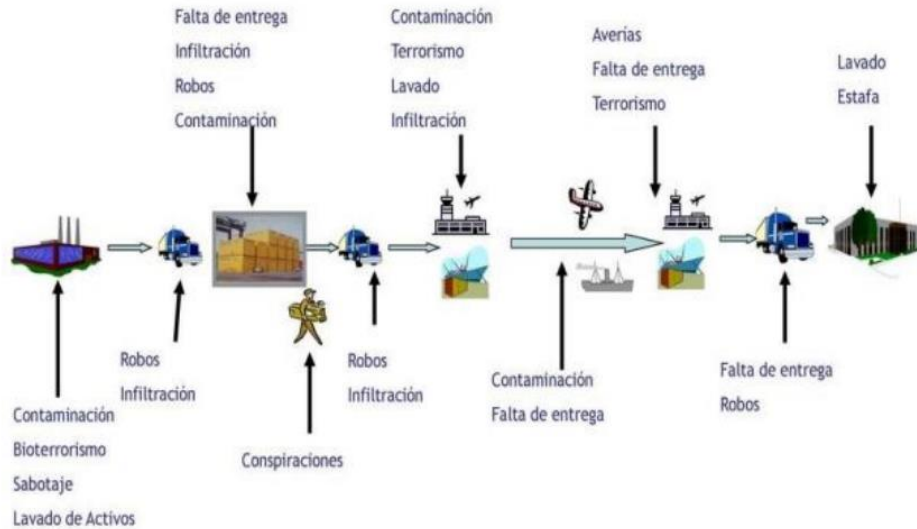 Falta de entrega
Infiltración
Robos
Contaminación
Contaminación
Terrorismo
Lavado
Infiltración
Averías
Falta de entrega
Terrorismo
Lavado
Estafa
Robos
Infiltración
Robos
Infiltración
Contaminación
Falta de entrega
Falta de entrega
Robos
Contaminación
Bioterrorismo
Sabotaje
Lavado de Activos
Conspiraciones